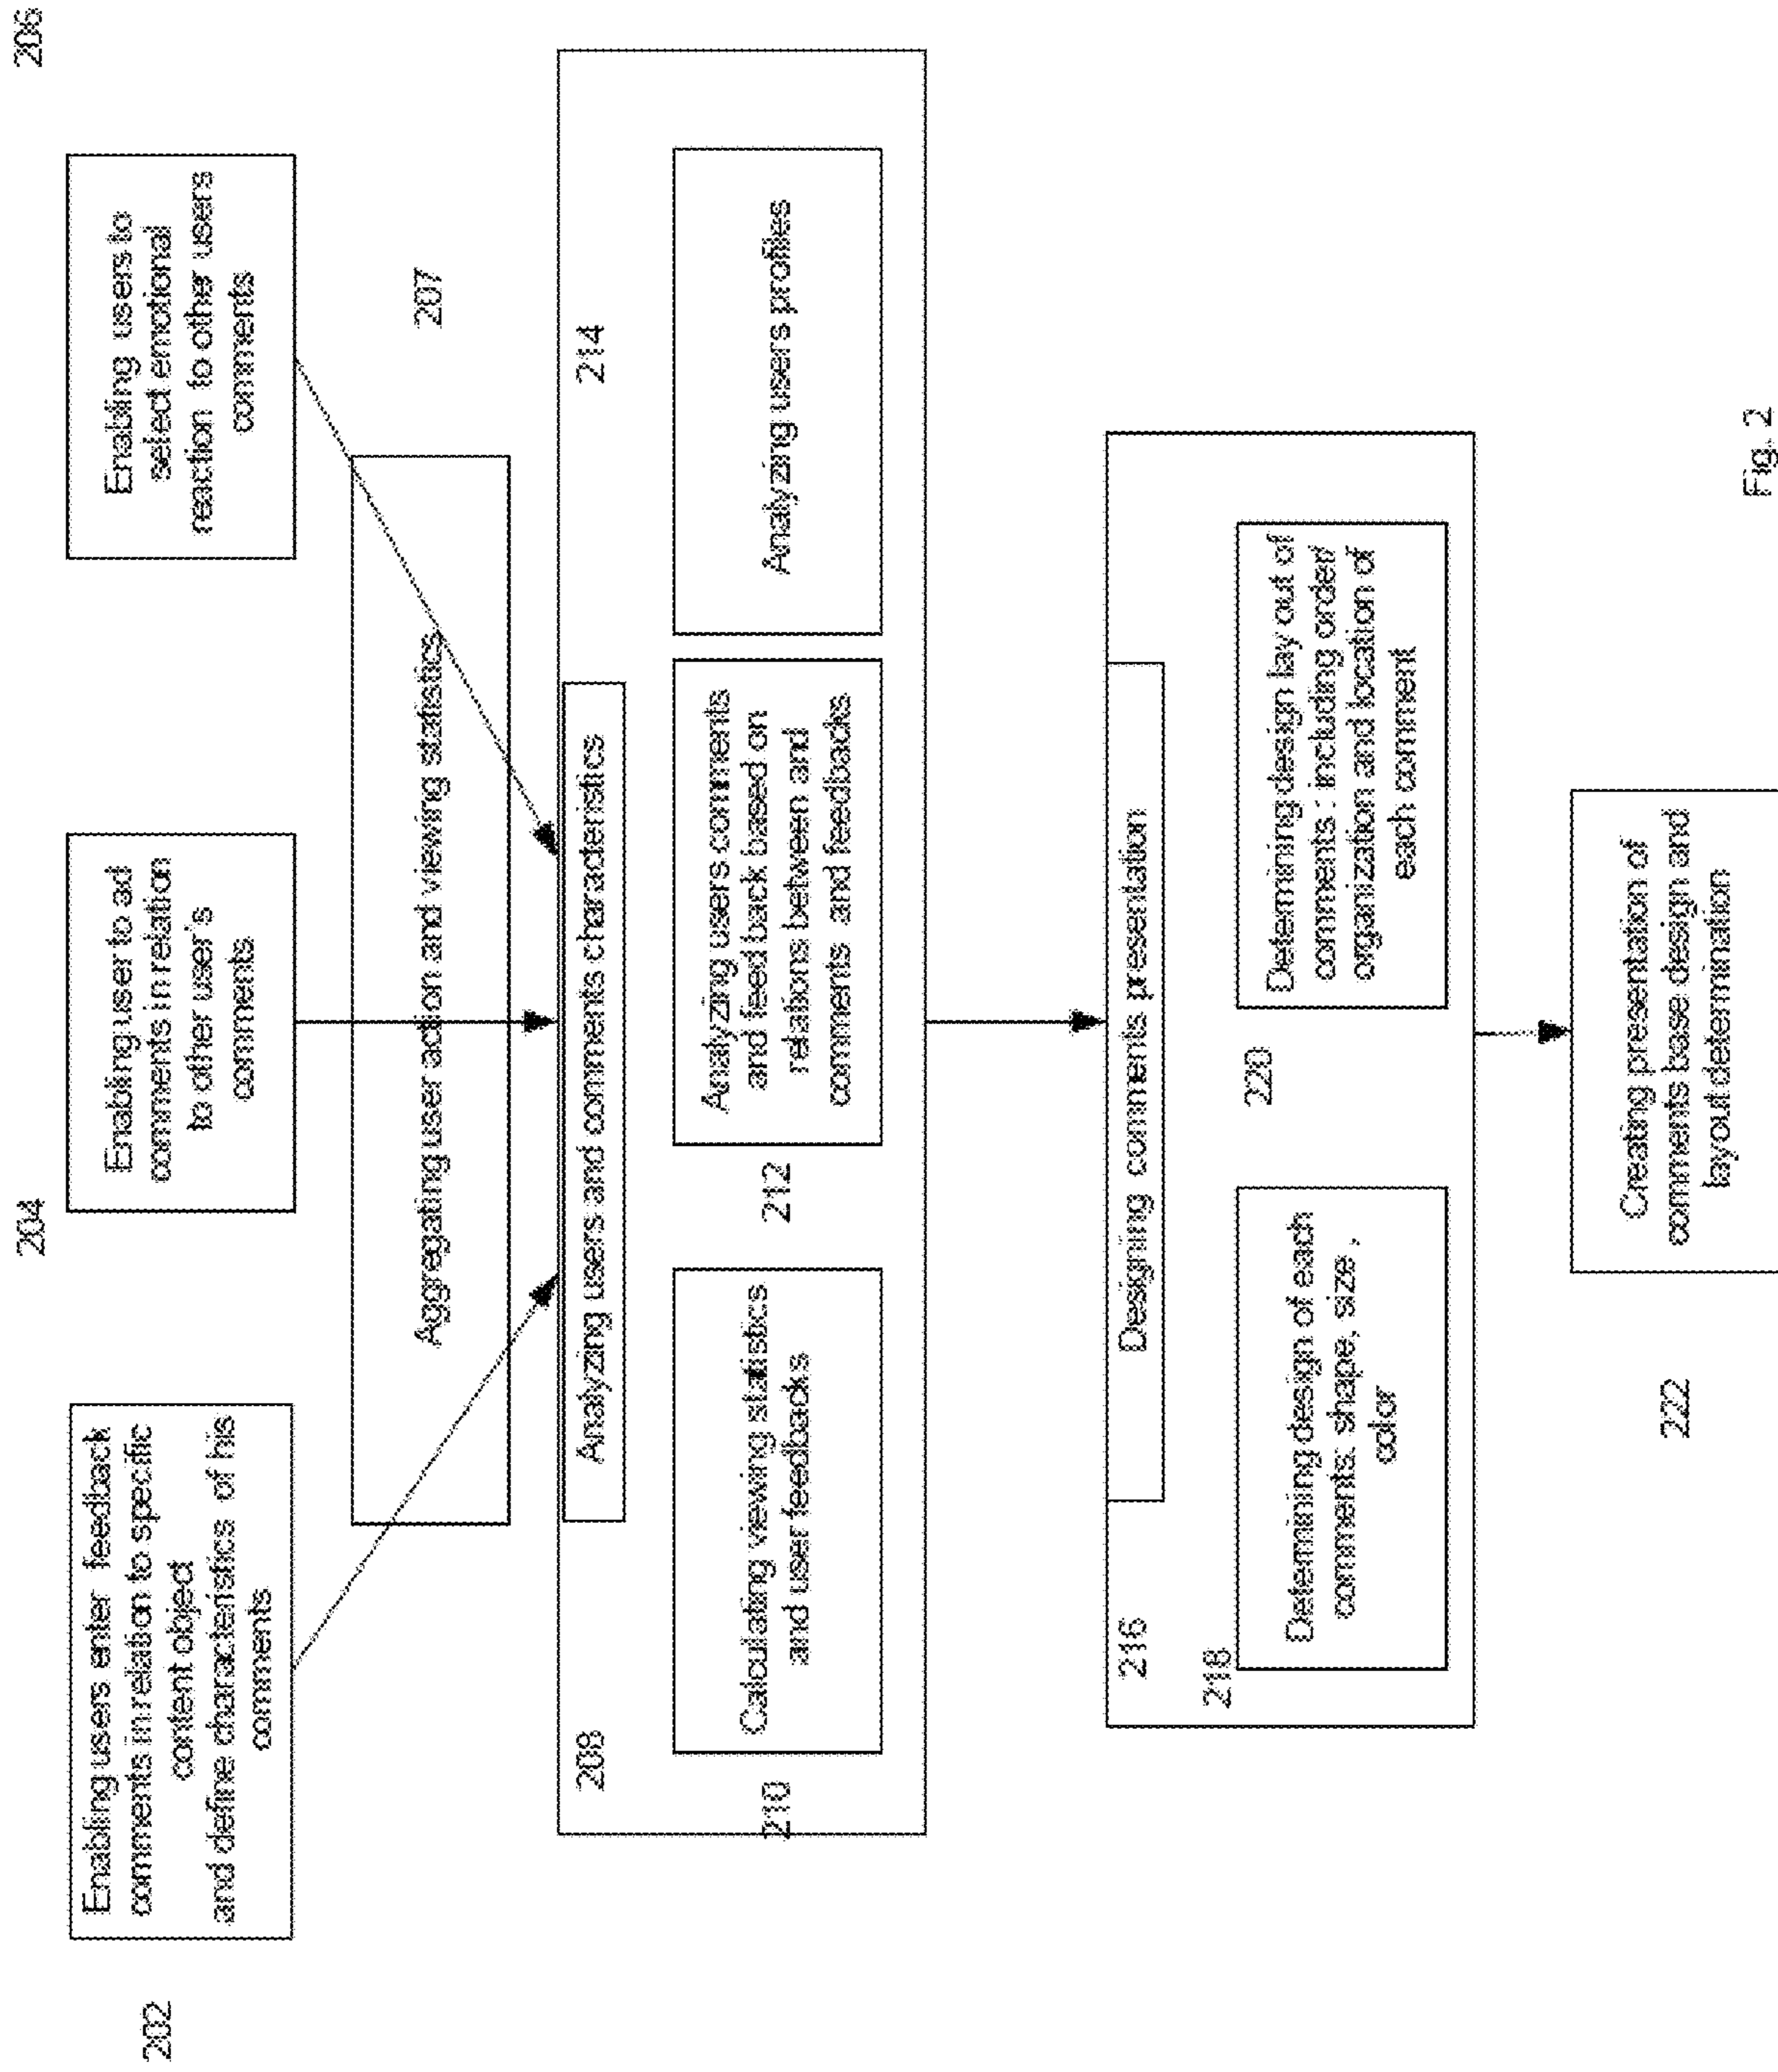 202
Enabling users enter feedback
comments in relation to specific
content object
and define characteristics of his
comments
204
Enabling user to ad
comments in relation
to other user's
comments
206
Enabling users to
select emotional
reaction to other users
comments
Aggregating user action and viewing statistics
207
208
Analyzing users and comments characteristics
214
210
Calculating viewing statistics
and user feedbacks
212
Analyzing users comments
and feed back based on
relations between and
comments and feedbacks
Analyzing users profiles
216
Designing comments presentation
218
Determining design of each
comments: shape, size ,
color
220
Determining design lay out of
comments : including order/
organization and location of
each comment
222
Creating presentation of
comments base design and
layout determination
Fig. 2